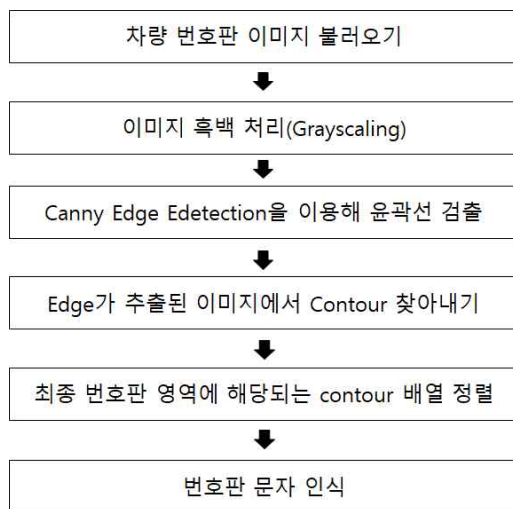 차량 번호판 이미지 불러오기
이미지 흑백 처리(Grayscaling)
Canny Edge Edetection을 이용해 윤곽선 검출
Edge가 추출된 이미지에서 Contour 찾아내기
최종 번호판 영역에 해당되는 contour 배열 정렬
번호판 문자 인식